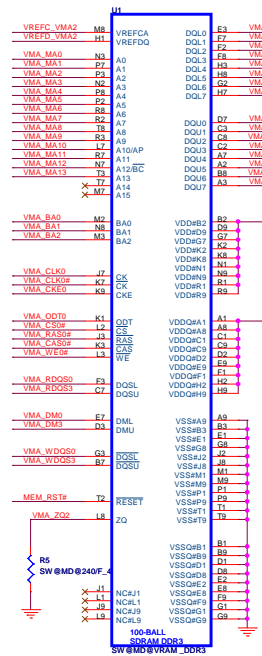 U1
VREFC_VMA2 M8 VREFCA
VREFD_VMA2 H1 VREFDQ
VMA_MA0 N3 A0
VMA_MA1 P7 A1
VMA_MA2 P3 A2
VMA_MA3 N2 A3
VMA_MA4 P8 A4
VMA_MA5 P2 A5
VMA_MA6 R8 A6
VMA_MA7 R2 A7
VMA_MA8 T8 A8
VMA_MA9 R3 A9
VMA_MA10 L7 A10/AP
VMA_MA11 R7 A11
VMA_MA12 N7 A12/BC
VMA_MA13 T3 A13
T7 A14
M7 A15
VMA_BA0 M2 BA0
VMA_BA1 N8 BA1
VMA_BA2 M3 BA2
VMA_CLK0 J7 CK
VMA_CLK0# K7 CK
VMA_CKE0 K9 CKE
VMA_ODT0 K1 ODT
VMA_CS0# L2 CS
VMA_RAS0# J3 RAS
VMA_CAS0# K3 CAS
VMA_WE0# L3 WE
VMA_RDQS0 F3 DQSL
VMA_RDQS3 C7 DQSU
VMA_DM0 E7 DML
VMA_DM3 D3 DMU
VMA_WDQS0 G3 DQSL
VMA_WDQS3 B7 DQSU
MEM_RST# T2 RESET
VMA_ZQ2 L8 ZQ
R5
SW@MD@240/F_4
J1 NC#J1
L1 NC#L1
J9 NC#J9
L9 NC#L9
DQL0 E3
DQL1 F7
DQL2 F2
DQL3 F8
DQL4 H3
DQL5 H8
DQL6 G2
DQL7 H7
DQU0 D7
DQU1 C3
DQU2 C8
DQU3 C2
DQU4 A7
DQU5 A2
DQU6 B8
DQU7 A3
VDD#B2 B2
VDD#D9 D9
VDD#G7 G7
VDD#K2 K2
VDD#K8 K8
VDD#N1 N1
VDD#N9 N9
VDD#R1 R1
VDD#R9 R9
VDDQ#A1 A1
VDDQ#A8 A8
VDDQ#C1 C1
VDDQ#C9 C9
VDDQ#D2 D2
VDDQ#E9 E9
VDDQ#F1 F1
VDDQ#H2 H2
VDDQ#H9 H9
VSS#A9 A9
VSS#B3 B3
VSS#E1 E1
VSS#G8 G8
VSS#J2 J2
VSS#J8 J8
VSS#M1 M1
VSS#M9 M9
VSS#P1 P1
VSS#P9 P9
VSS#T1 T1
VSS#T9 T9
VSSQ#B1 B1
VSSQ#B9 B9
VSSQ#D1 D1
VSSQ#D8 D8
VSSQ#E2 E2
VSSQ#E8 E8
VSSQ#F9 F9
VSSQ#G1 G1
VSSQ#G9 G9
100-BALL
SDRAM DDR3
SW@MD@VRAM _DDR3